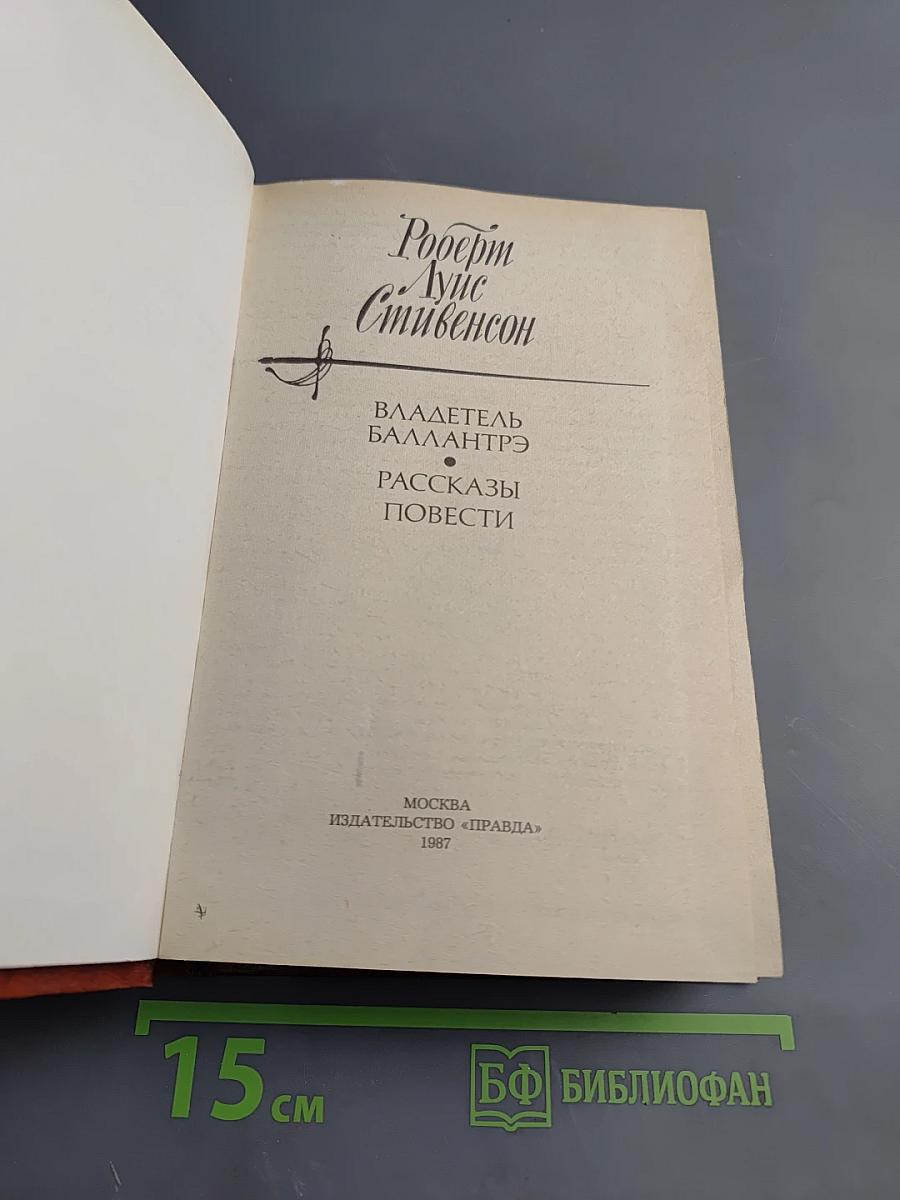 Роберт
Луис
Стивенсон
ВЛАДЕТЕЛЬ
БАЛЛАНТРЭ
•
РАССКАЗЫ
ПОВЕСТИ
МОСКВА
ИЗДАТЕЛЬСТВО «ПРАВДА»
1987
15 см
БФ БИБЛИОФАН